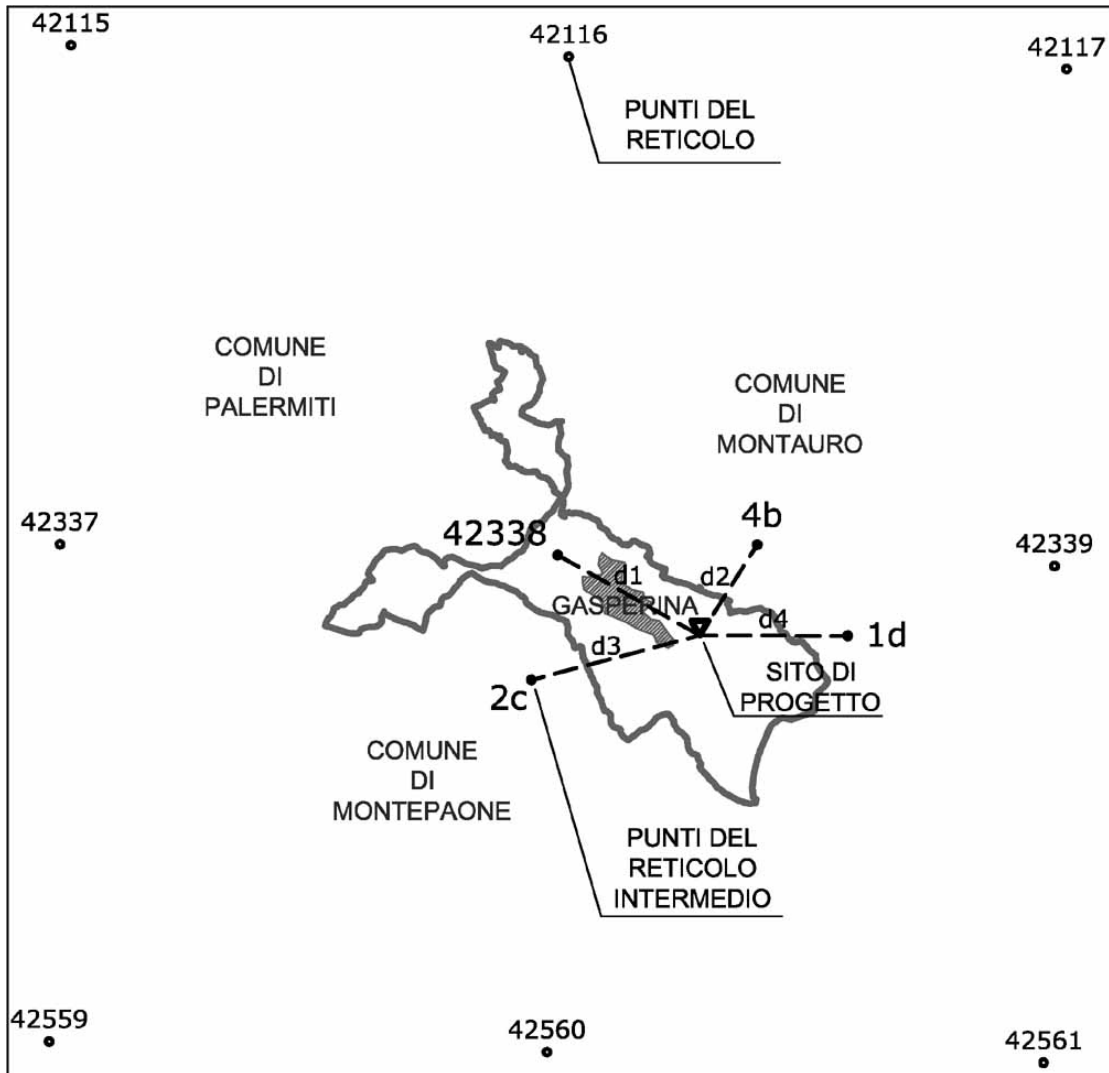 42115
42116
42117
PUNTI DEL
RETICOLO
COMUNE
DI
PALERMITI
COMUNE
DI
MONTAURO
42337
42338
4b
42339
d1
d2
GASPERINA
d4
1d
d3
SITO DI
PROGETTO
2c
COMUNE
DI
MONTEPAONE
PUNTI DEL
RETICOLO
INTERMEDIO
42559
42560
42561